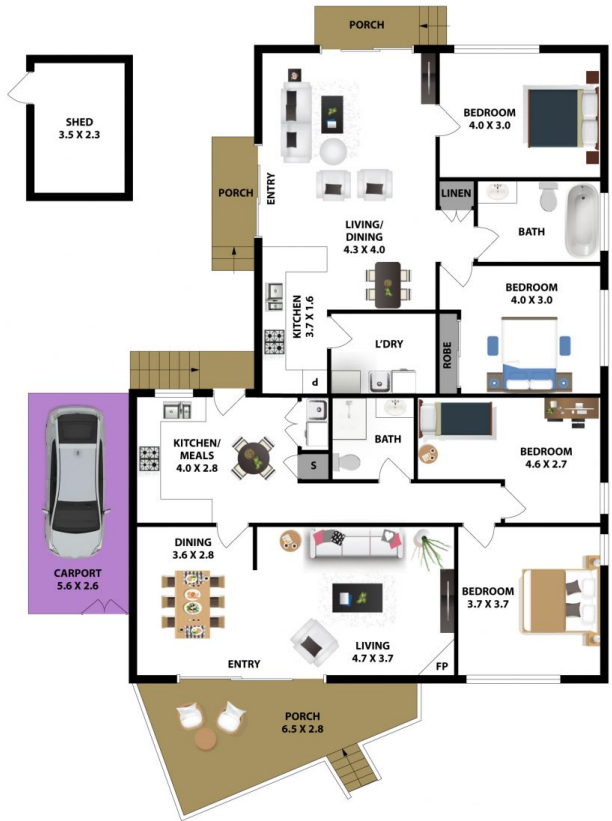 PORCH
SHED
3.5 X 2.3
BEDROOM
4.0 X 3.0
PORCH
ENTRY
LINEN
LIVING/
DINING
4.3 X 4.0
BATH
KITCHEN
3.7 X 1.6
BEDROOM
4.0 X 3.0
L'DRY
ROBE
d
KITCHEN/
MEALS
4.0 X 2.8
S
BATH
BEDROOM
4.6 X 2.7
CARPORT
5.6 X 2.6
DINING
3.6 X 2.8
BEDROOM
3.7 X 3.7
LIVING
4.7 X 3.7
ENTRY
FP
PORCH
6.5 X 2.8